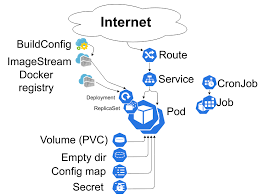 Internet
BuildConfig
Route
ImageStream
Docker
registry
Service
CronJob
Deployment
Job
ReplicaSet
Pod
Volume (PVC)
Empty dir
Config map
Secret